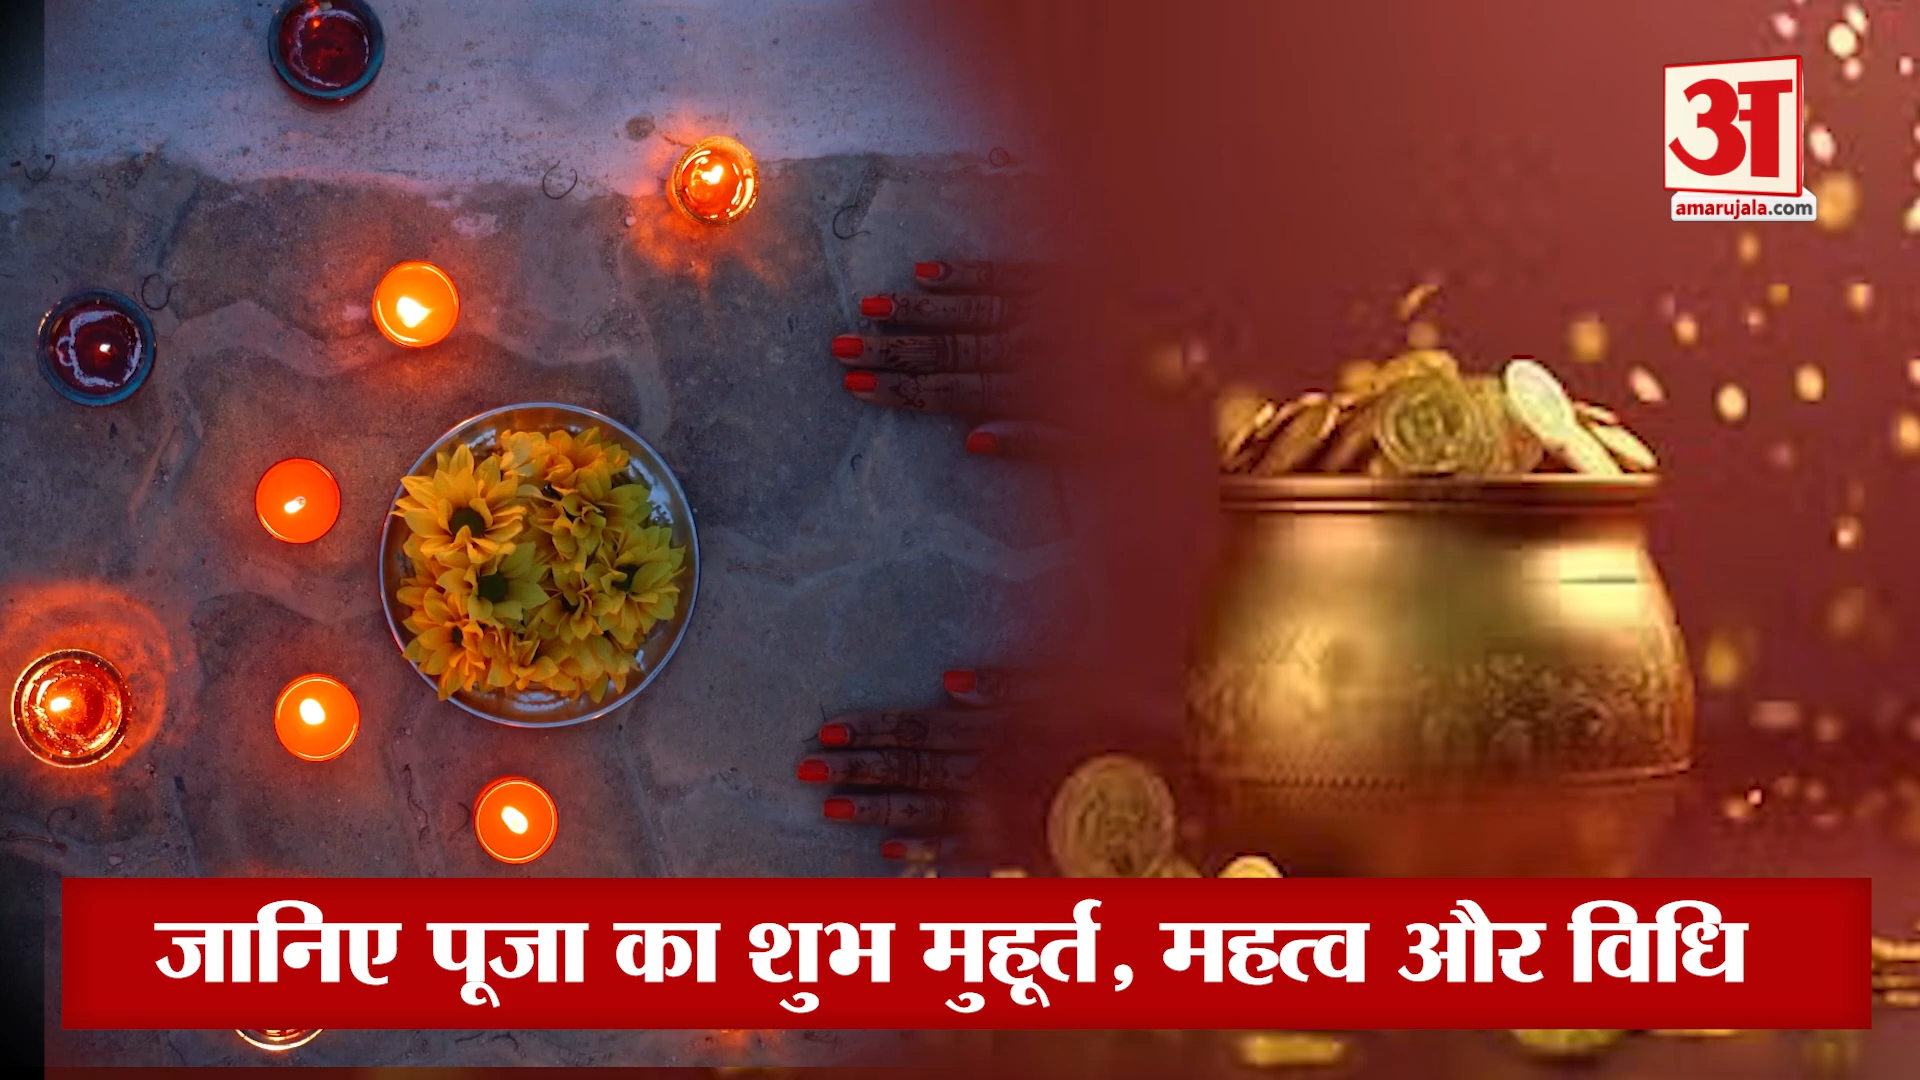 अ
amarujala.com
जानिए पूजा का शुभ मुहूर्त, महत्व और विधि